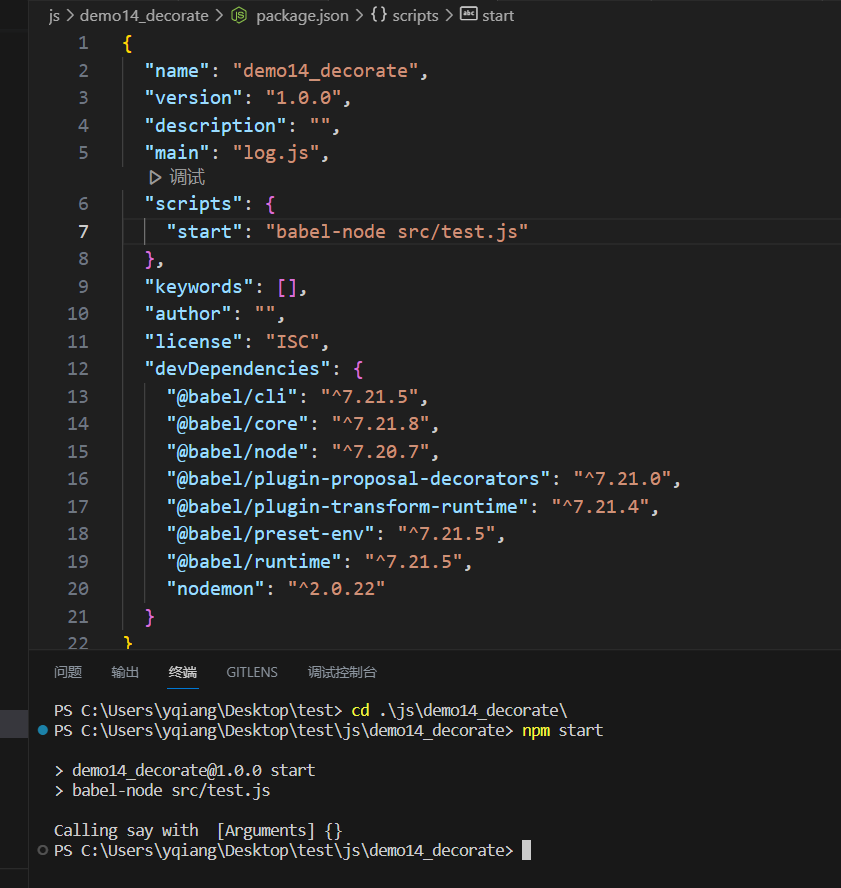 js > demo14_decorate > package.json > {} scripts > abc start
1 {
2 "name": "demo14_decorate",
3 "version": "1.0.0",
4 "description": "",
5 "main": "log.js",
调试
6 "scripts": {
7 "start": "babel-node src/test.js"
8 },
9 "keywords": [],
10 "author": "",
11 "license": "ISC",
12 "devDependencies": {
13 "@babel/cli": "^7.21.5",
14 "@babel/core": "^7.21.8",
15 "@babel/node": "^7.20.7",
16 "@babel/plugin-proposal-decorators": "^7.21.0",
17 "@babel/plugin-transform-runtime": "^7.21.4",
18 "@babel/preset-env": "^7.21.5",
19 "@babel/runtime": "^7.21.5",
20 "nodemon": "^2.0.22"
21 }
22 }
问题 输出 终端 GITLENS 调试控制台
PS C:\Users\yqiang\Desktop\test> cd .\js\demo14_decorate\
PS C:\Users\yqiang\Desktop\test\js\demo14_decorate> npm start
> demo14_decorate@1.0.0 start
> babel-node src/test.js
Calling say with  [Arguments] {}
PS C:\Users\yqiang\Desktop\test\js\demo14_decorate>